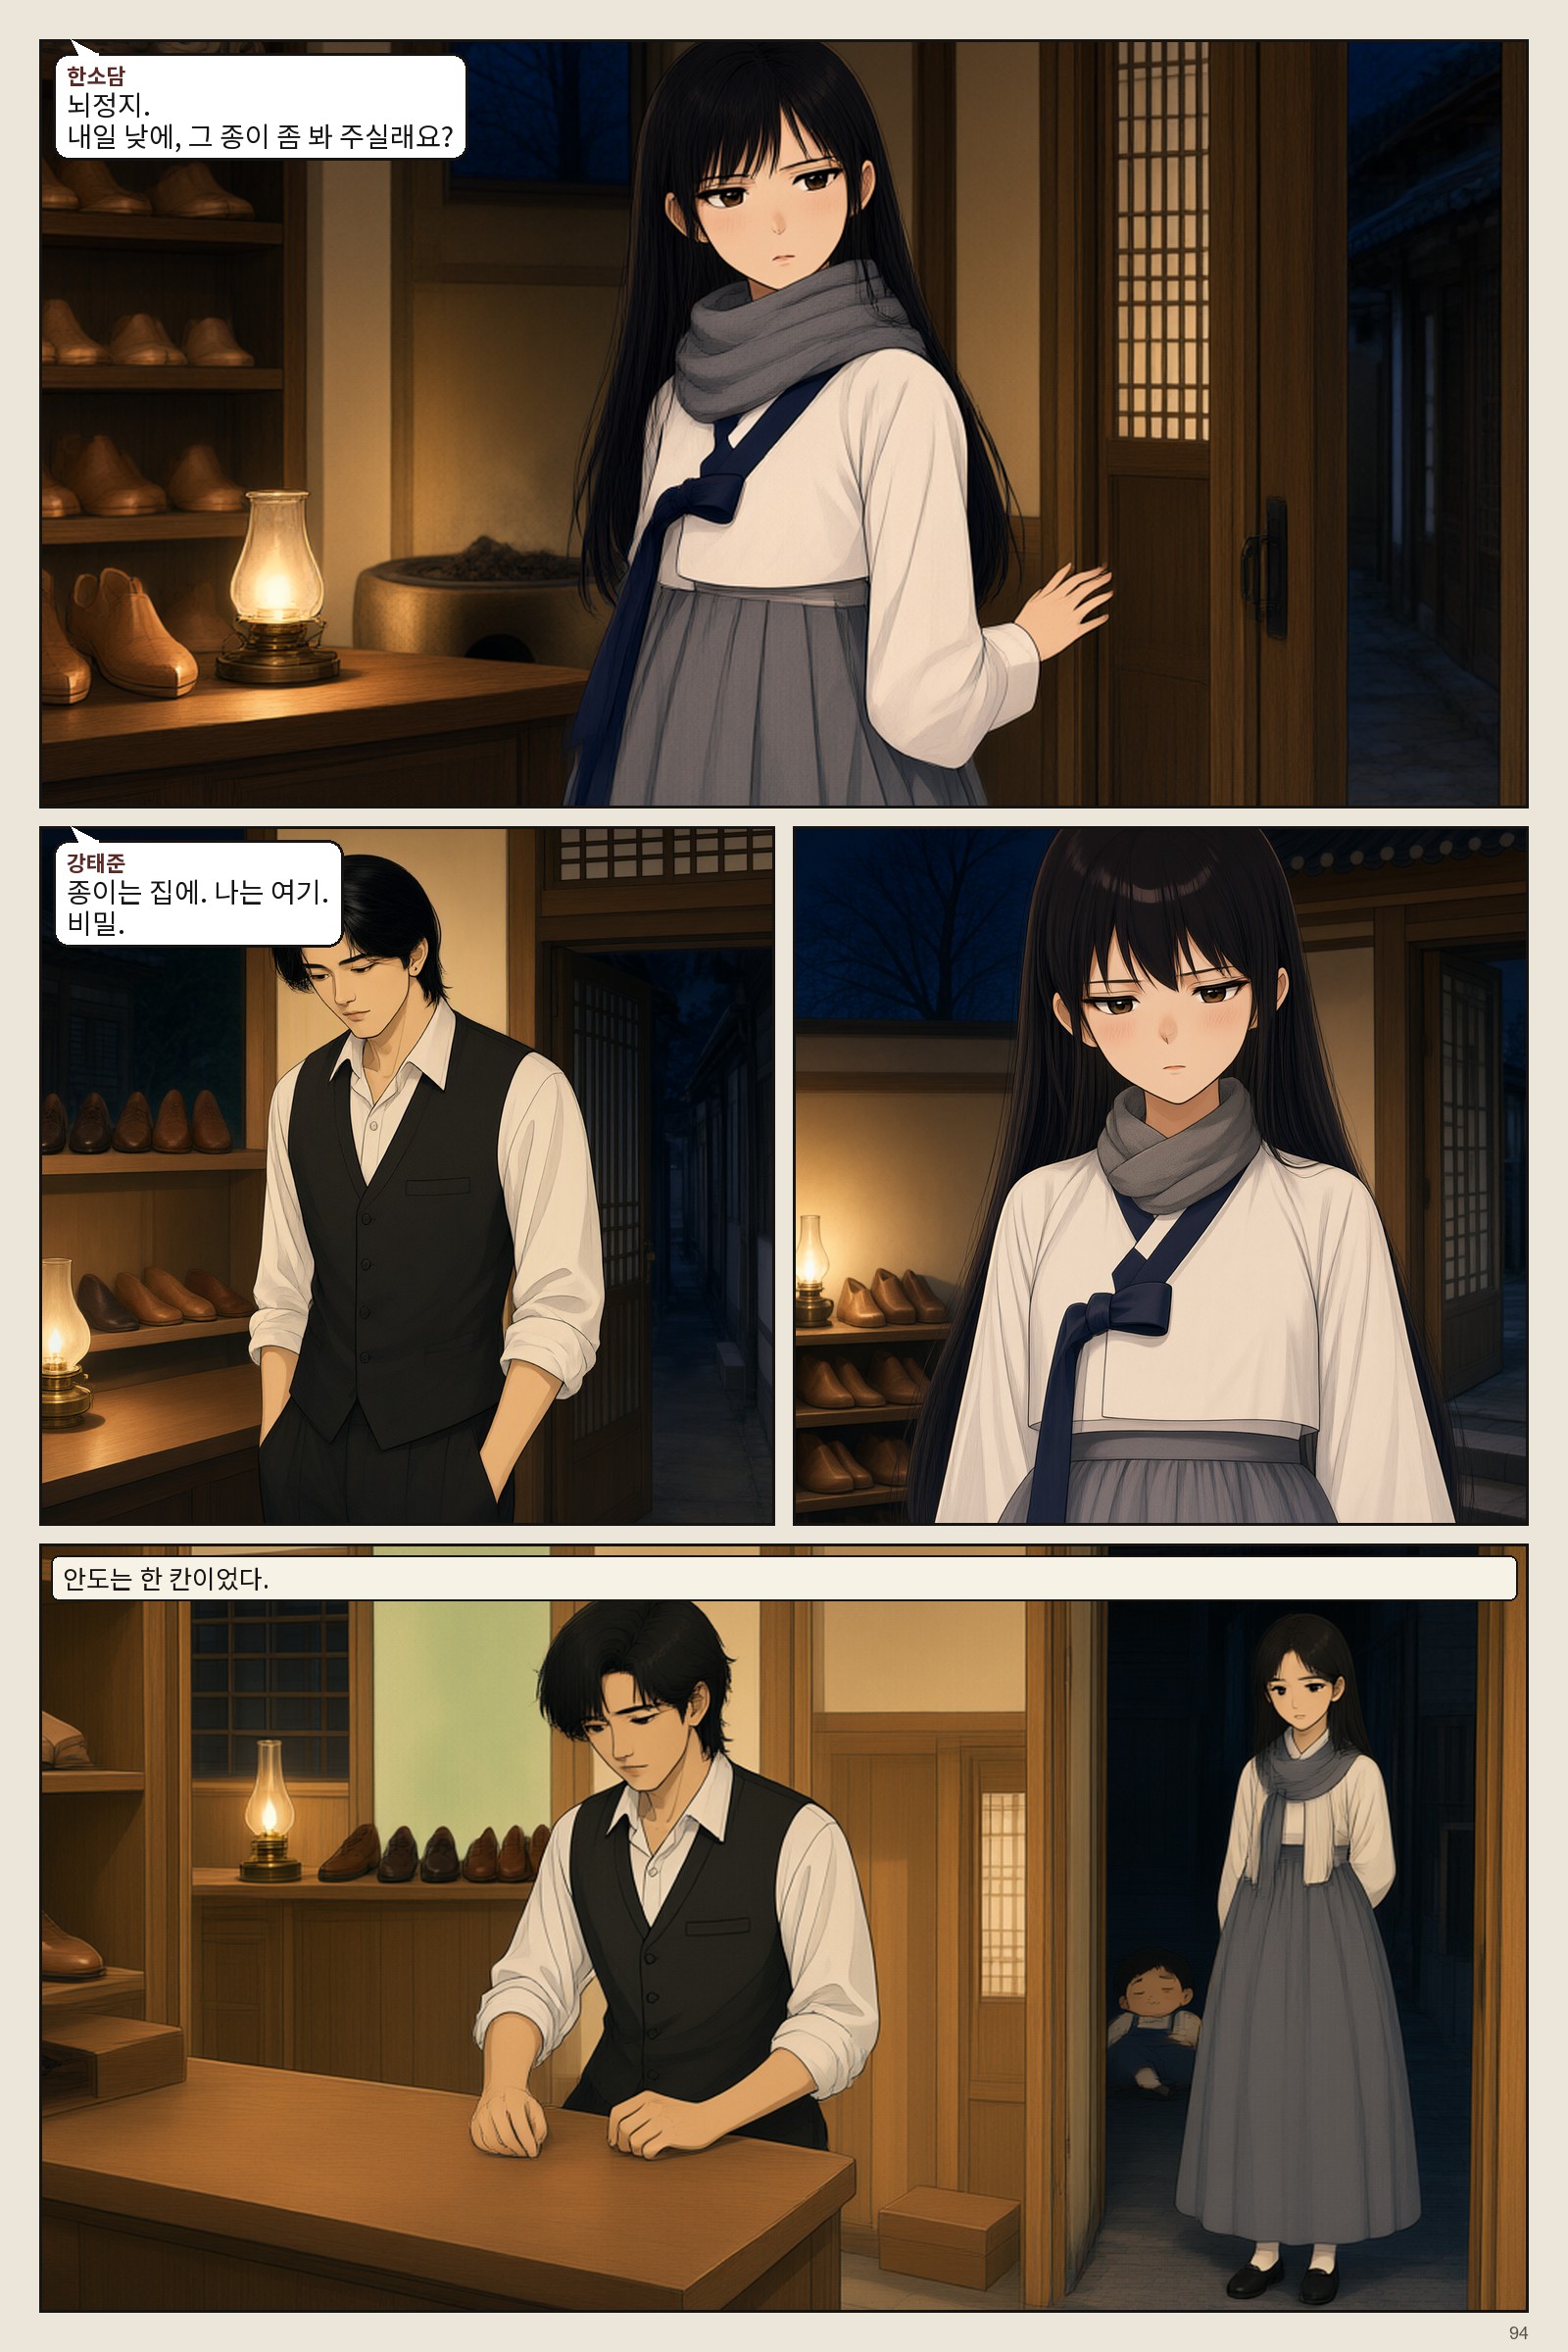 한소담
뇌정지.
내일 낮에, 그 종이 좀 봐 주실래요?
강태준
종이는 집에. 나는 여기.
비밀.
안도는 한 칸이었다.
94